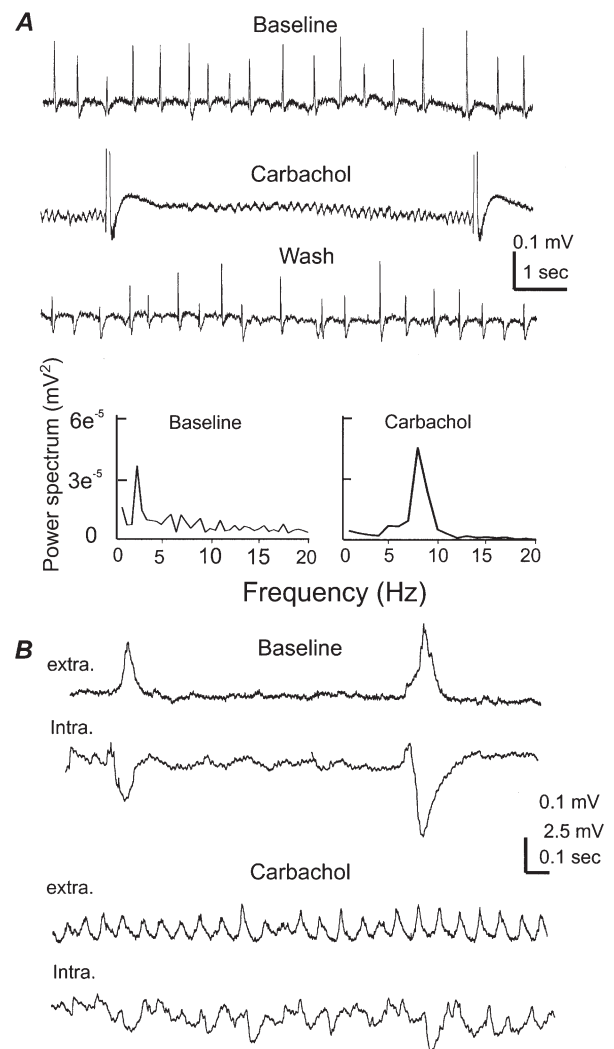 A
Baseline
Carbachol
0.1 mV
1 sec
Wash
Power spectrum (mV²)
6e⁻⁵
3e⁻⁵
0
Baseline
Carbachol
0 5 10 15 20
0 5 10 15 20
Frequency (Hz)
B
Baseline
extra.
Intra.
0.1 mV
2.5 mV
0.1 sec
Carbachol
extra.
Intra.